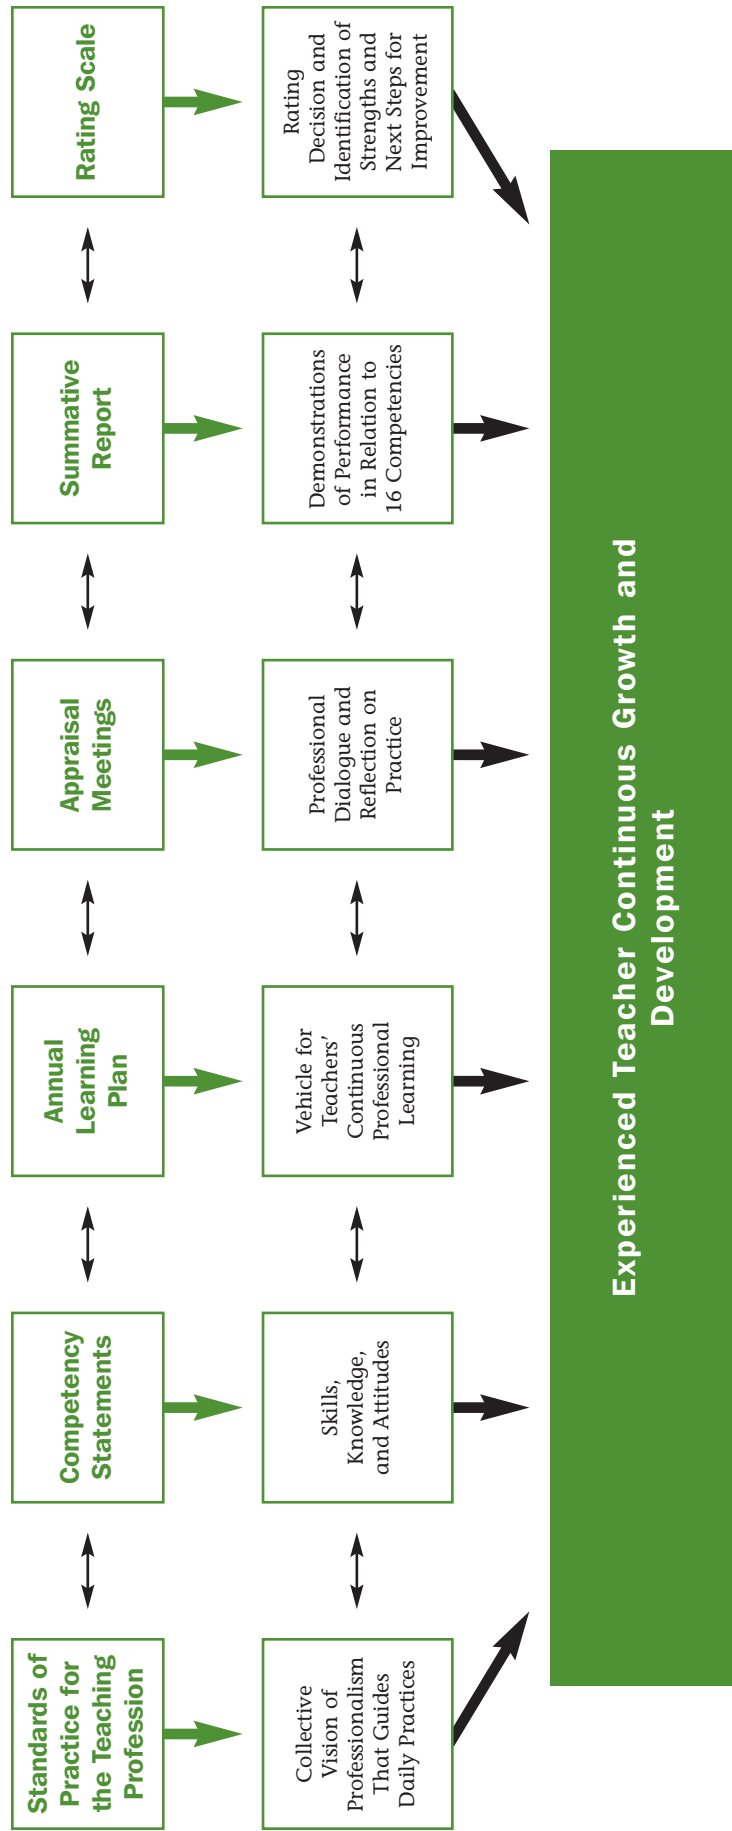 Standards of
Practice for
the Teaching
Profession
Competency
Statements
Annual
Learning
Plan
Appraisal
Meetings
Summative
Report
Rating Scale
Collective
Vision of
Professionalism
That Guides
Daily Practices
Skills,
Knowledge,
and Attitudes
Vehicle for
Teachers’
Continuous
Professional
Learning
Professional
Dialogue and
Reflection on
Practice
Demonstrations
of Performance
in Relation to
16 Competencies
Rating
Decision and
Identification of
Strengths and
Next Steps for
Improvement
Experienced Teacher Continuous Growth and
Development